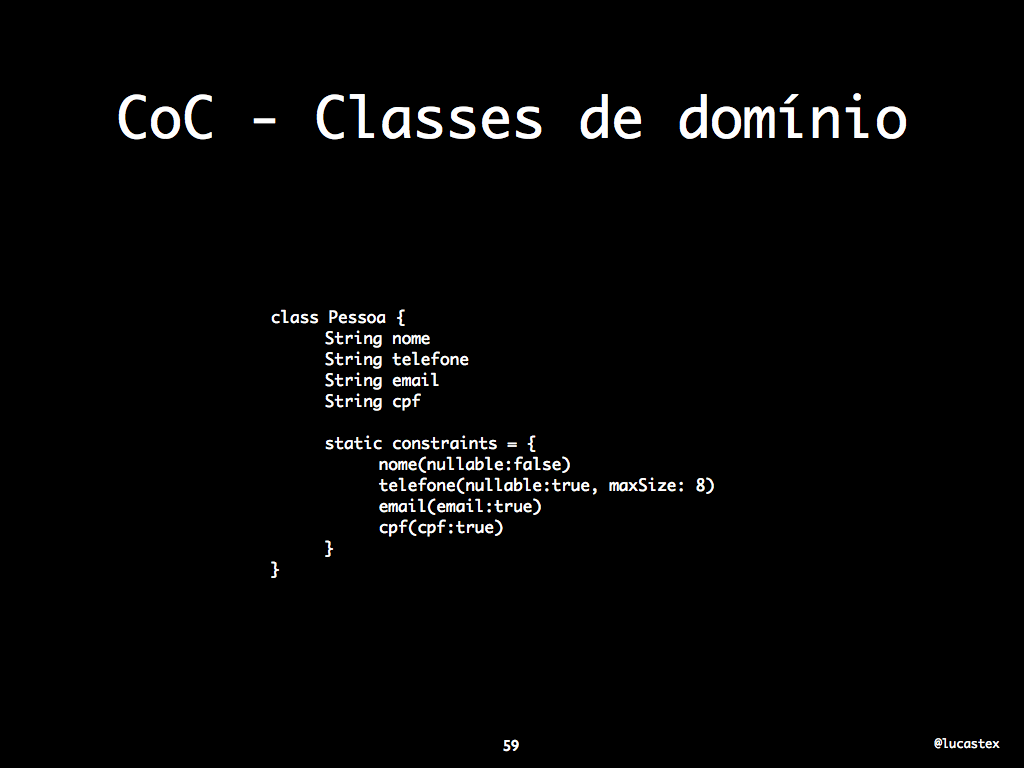 CoC - Classes de domínio
class Pessoa {
String nome
String telefone
String email
String cpf
static constraints = {
nome(nullable:false)
telefone(nullable:true, maxSize: 8)
email(email:true)
cpf(cpf:true)
}
}
59
@lucastex